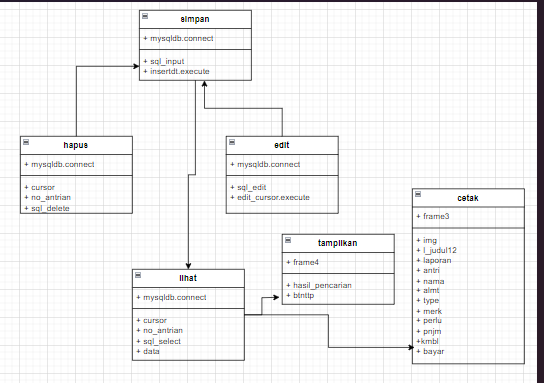 simpan
+ mysqldb.connect
+ sql_input
+ insertdt.execute
hapus
+ mysqldb.connect
+ cursor
+ no_antrian
+ sql_delete
edit
+ mysqldb.connect
+ sql_edit
+ edit_cursor.execute
cetak
+ frame3
+ img
+ l_judul12
+ laporan
+ antri
+ nama
+ almt
+ type
+ merk
+ perlu
+ pnjm
+kmbl
+ bayar
tampilkan
+ frame4
+ hasil_pencarian
+ btnttp
lihat
+ mysqldb.connect
+ cursor
+ no_antrian
+ sql_select
+ data